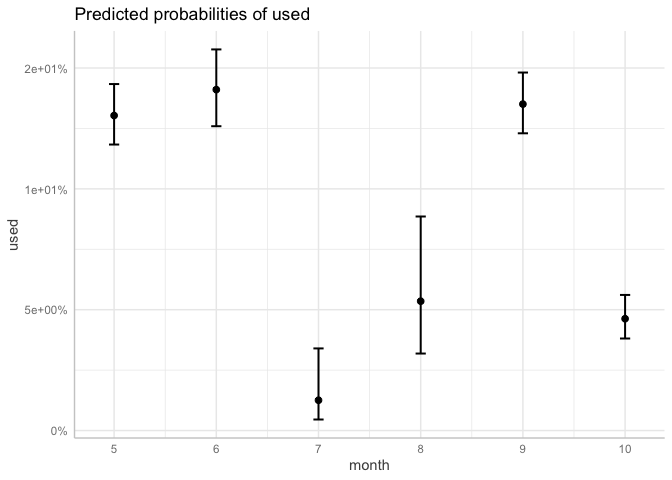 Predicted probabilities of used
2e+01%
1e+01%
5e+00%
0%
used
5
6
7
8
9
10
month